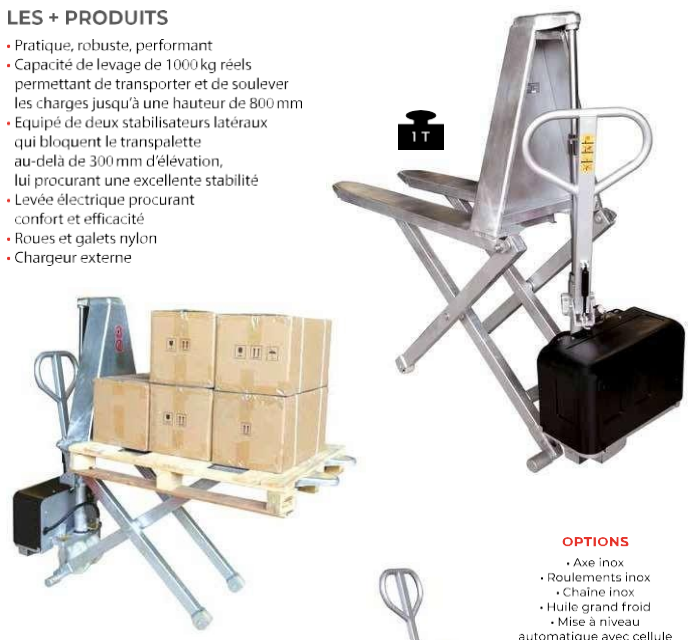 LES + PRODUITS
• Pratique, robuste, performant
• Capacité de levage de 1000 kg réels
permettant de transporter et de soulever
les charges jusqu'à une hauteur de 800 mm
• Equipé de deux stabilisateurs latéraux
qui bloquent le transpalette
au-delà de 300 mm d'élévation,
lui procurant une excellente stabilité
• Levée électrique procurant
confort et efficacité
• Roues et galets nylon
• Chargeur externe
1 T
OPTIONS
• Axe inox
• Roulements inox
• Chaîne inox
• Huile grand froid
• Mise à niveau
automatique avec cellule